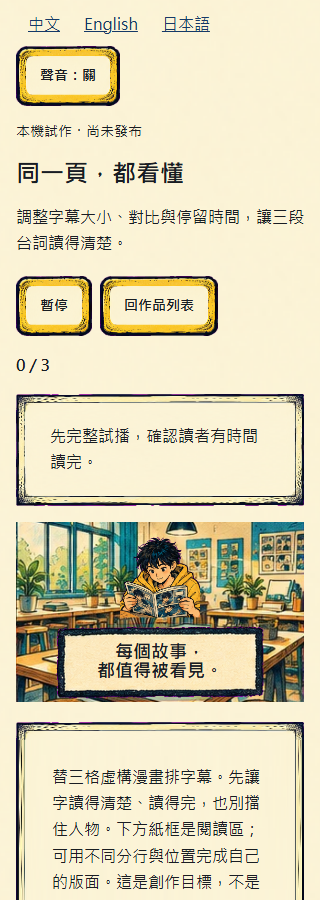 中文 English 日本語
聲音：關
本機試作・尚未發布
同一頁，都看懂
調整字幕大小、對比與停留時間，讓三段
台詞讀得清楚。
暫停 回作品列表
0 / 3
先完整試播，確認讀者有時間
讀完。
每個故事，
都值得被看見。
替三格虛構漫畫排字幕。先讓
字讀得清楚、讀得完，也別擋
住人物。下方紙框是閱讀區；
可用不同分行與位置完成自己
的版面。這是創作目標，不是